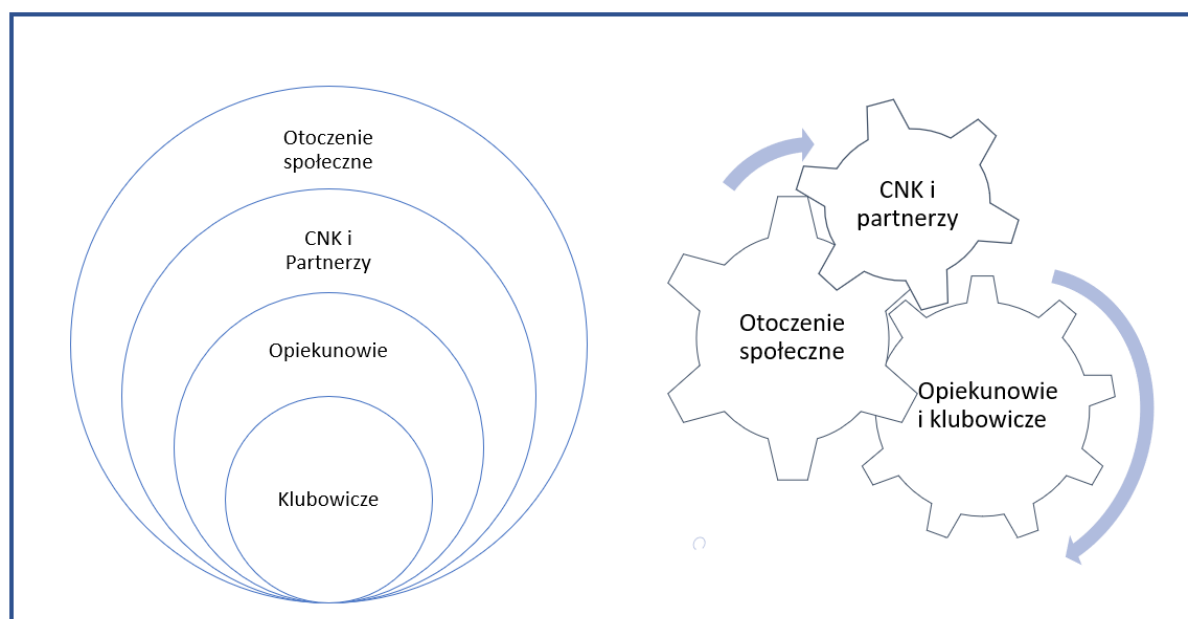 Otoczenie
społeczne
CNK i
Partnerzy
Opiekunowie
Klubowicze
CNK i
partnerzy
Otoczenie
społeczne
Opiekunowie
i klubowicze